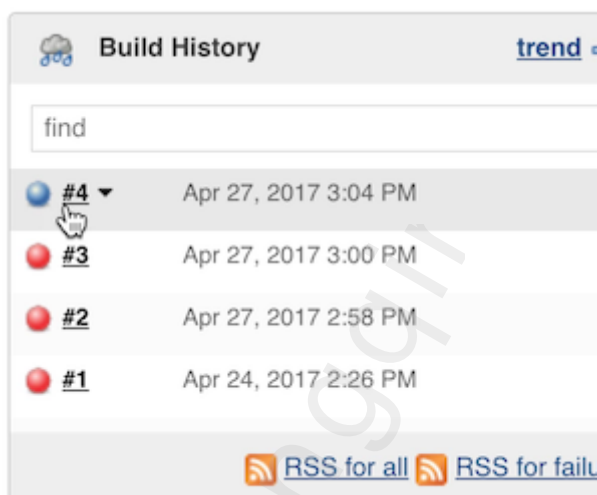 Build History trend
find
#4 Apr 27, 2017 3:04 PM
#3 Apr 27, 2017 3:00 PM
#2 Apr 27, 2017 2:58 PM
#1 Apr 24, 2017 2:26 PM
RSS for all RSS for failu